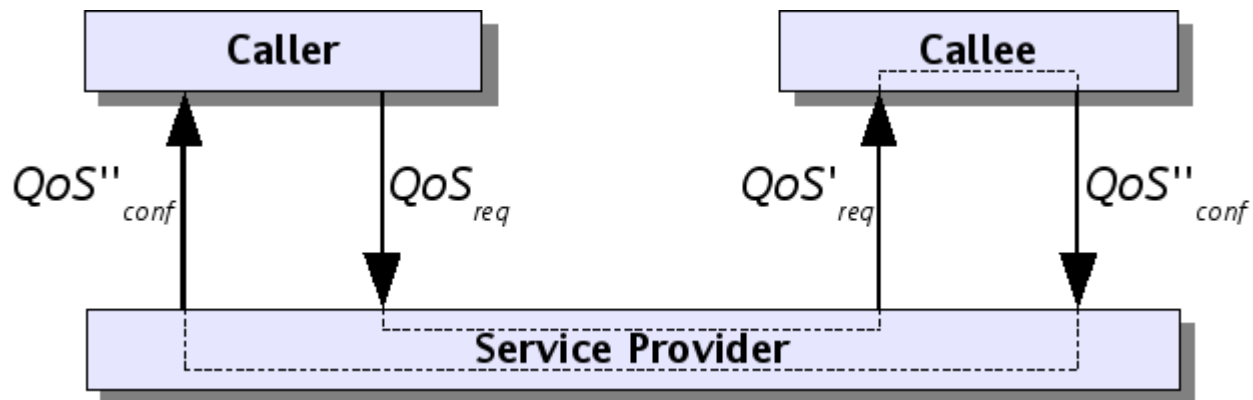 Caller
Callee
QoS''conf
QoSreq
QoS'req
QoS''conf
Service Provider